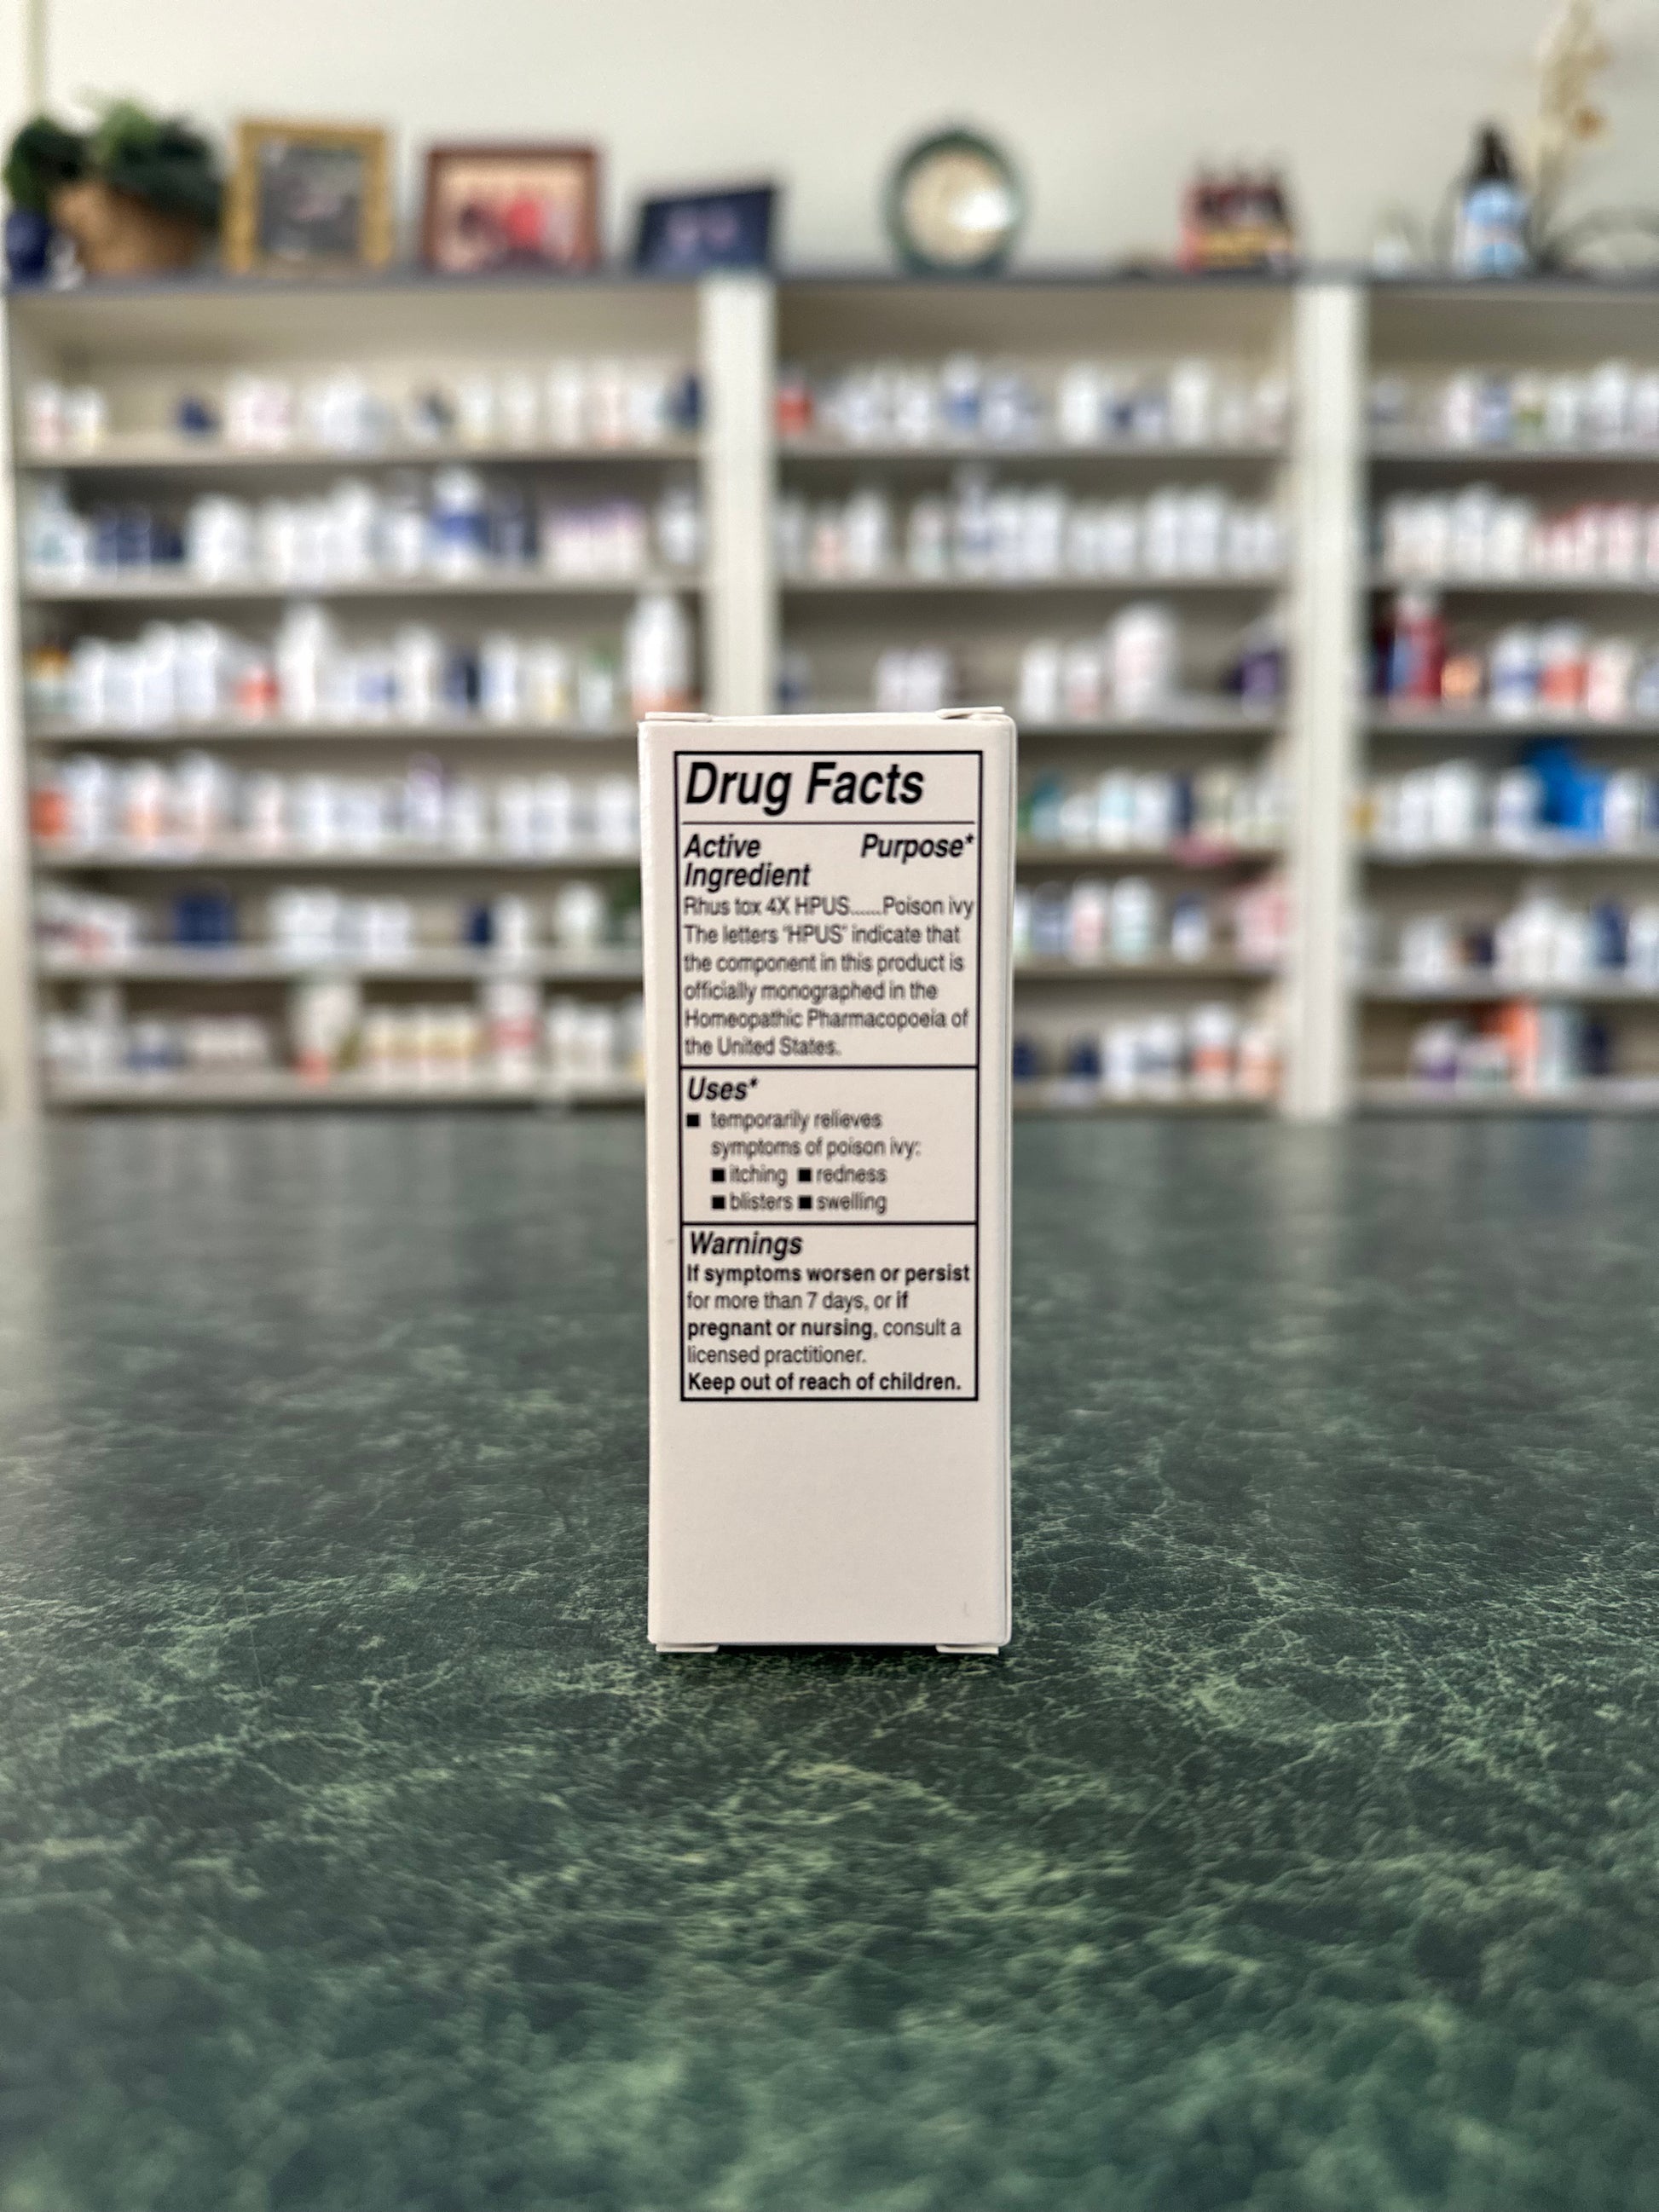 Drug Facts
Active Purpose*
Ingredient
Rhus tox 4X HPUS......Poison ivy
The letters "HPUS" indicate that
the component in this product is
officially monographed in the
Homeopathic Pharmacopoeia of
the United States.
Uses*
■ temporarily relieves
symptoms of poison ivy:
■ itching ■ redness
■ blisters ■ swelling
Warnings
If symptoms worsen or persist
for more than 7 days, or if
pregnant or nursing, consult a
licensed practitioner.
Keep out of reach of children.